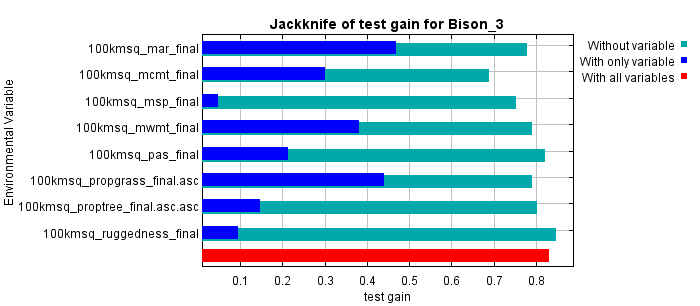 Jackknife of test gain for Bison_3
Environmental Variable
100kmsq_mar_final
100kmsq_mcmt_final
100kmsq_msp_final
100kmsq_mwmt_final
100kmsq_pas_final
100kmsq_propgrass_final.asc
100kmsq_proptree_final.asc.asc
100kmsq_ruggedness_final
0.1 0.2 0.3 0.4 0.5 0.6 0.7 0.8
test gain
Without variable
With only variable
With all variables